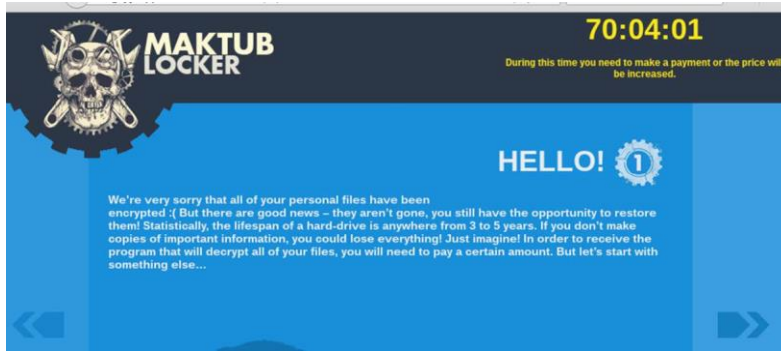 MAKTUB
LOCKER
70:04:01
During this time you need to make a payment or the price will
be increased.
HELLO! 1
We're very sorry that all of your personal files have been
encrypted :( But there are good news – they aren't gone, you still have the opportunity to restore
them! Statistically, the lifespan of a hard-drive is anywhere from 3 to 5 years. If you don't make
copies of important information, you could lose everything! Just imagine! In order to receive the
program that will decrypt all of your files, you will need to pay a certain amount. But let's start with
something else…